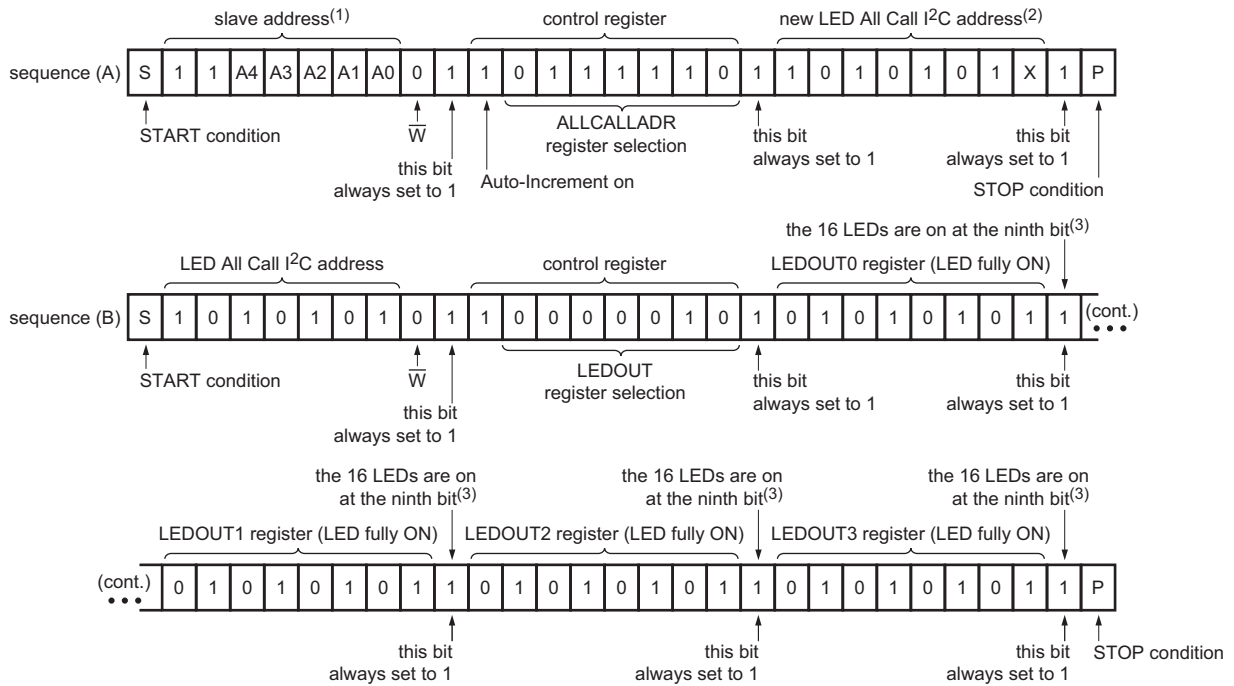 slave address(1) control register new LED All Call I2C address(2)
sequence (A) S 1 1 A4 A3 A2 A1 A0 0 1 1 0 1 1 1 1 1 0 1 1 0 1 0 1 0 1 X 1 P
START condition W ALLCALLADR this bit this bit
register selection always set to 1 always set to 1
this bit
always set to 1 Auto-Increment on STOP condition
the 16 LEDs are on at the ninth bit(3)
LED All Call I2C address control register LEDOUT0 register (LED fully ON)
sequence (B) S 1 0 1 0 1 0 1 0 1 1 0 0 0 0 0 1 0 1 0 1 0 1 0 1 0 1 1 (cont.)
START condition W LEDOUT this bit this bit
register selection always set to 1 always set to 1
this bit
always set to 1
the 16 LEDs are on the 16 LEDs are on the 16 LEDs are on
at the ninth bit(3) at the ninth bit(3) at the ninth bit(3)
LEDOUT1 register (LED fully ON) LEDOUT2 register (LED fully ON) LEDOUT3 register (LED fully ON)
(cont.) 0 1 0 1 0 1 0 1 1 0 1 0 1 0 1 0 1 1 0 1 0 1 0 1 0 1 1 P
this bit this bit this bit STOP condition
always set to 1 always set to 1 always set to 1